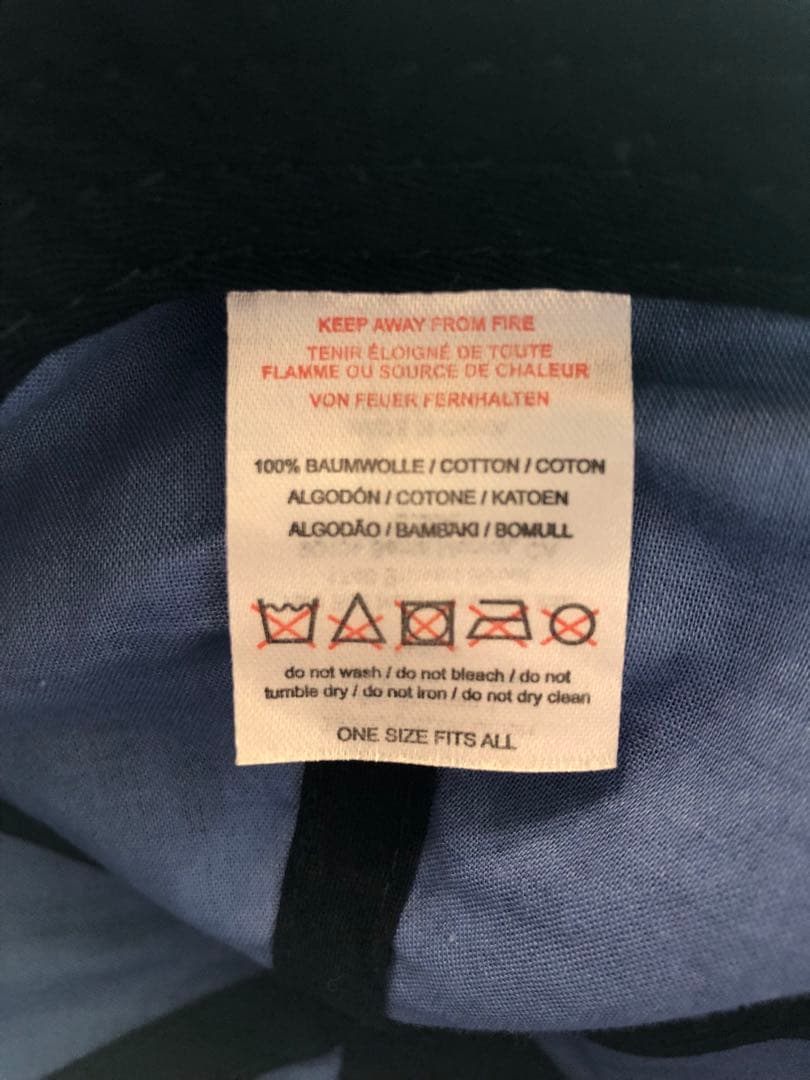 KEEP AWAY FROM FIRE
TENIR ÉLOIGNÉ DE TOUTE
FLAMME OU SOURCE DE CHALEUR
VON FEUER FERNHALTEN
100% BAUMWOLLE / COTTON / COTON
ALGODÓN / COTONE / KATOEN
ALGODÃO / BAMBAKI / BOMULL
do not wash / do not bleach / do not
tumble dry / do not iron / do not dry clean
ONE SIZE FITS ALL